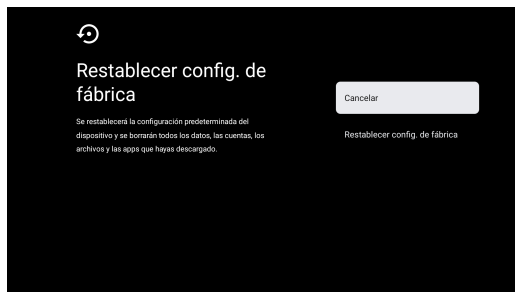 Restablecer config. de
fábrica
Se restablecerá la configuración predeterminada del
dispositivo y se borrarán todos los datos, las cuentas, los
archivos y las apps que hayas descargado.
Cancelar
Restablecer config. de fábrica